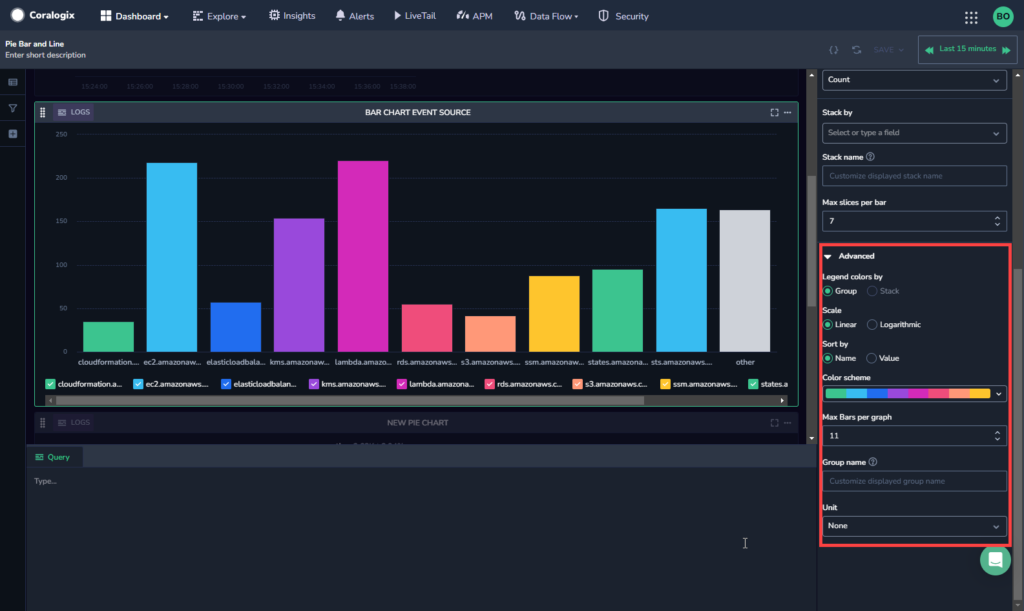 Coralogix
Dashboard
Explore
Insights
Alerts
LiveTail
APM
Data Flow
Security
BO
Pie Bar and Line
Enter short description
{}
SAVE
Last 15 minutes
15:24:00 15:26:00 15:28:00 15:30:00 15:32:00 15:34:00 15:36:00 15:38:00
LOGS
BAR CHART EVENT SOURCE
250
200
150
100
50
0
cloudformation.... ec2.amazonaw... elasticloadbala... kms.amazonaw... lambda.amazo... rds.amazonaws... s3.amazonaws... ssm.amazonaw... states.amazona... sts.amazonaws.... other
cloudformation.a... ec2.amazonaws.... elasticloadbalan... kms.amazonaws.... lambda.amazona... rds.amazonaws.c... s3.amazonaws.c... ssm.amazonaws.... states.a
LOGS
NEW PIE CHART
Query
Type...
Count
Stack by
Select or type a field
Stack name
Customize displayed stack name
Max slices per bar
7
Advanced
Legend colors by
Group Stack
Scale
Linear Logarithmic
Sort by
Name Value
Color scheme
Max Bars per graph
11
Group name
Customize displayed group name
Unit
None